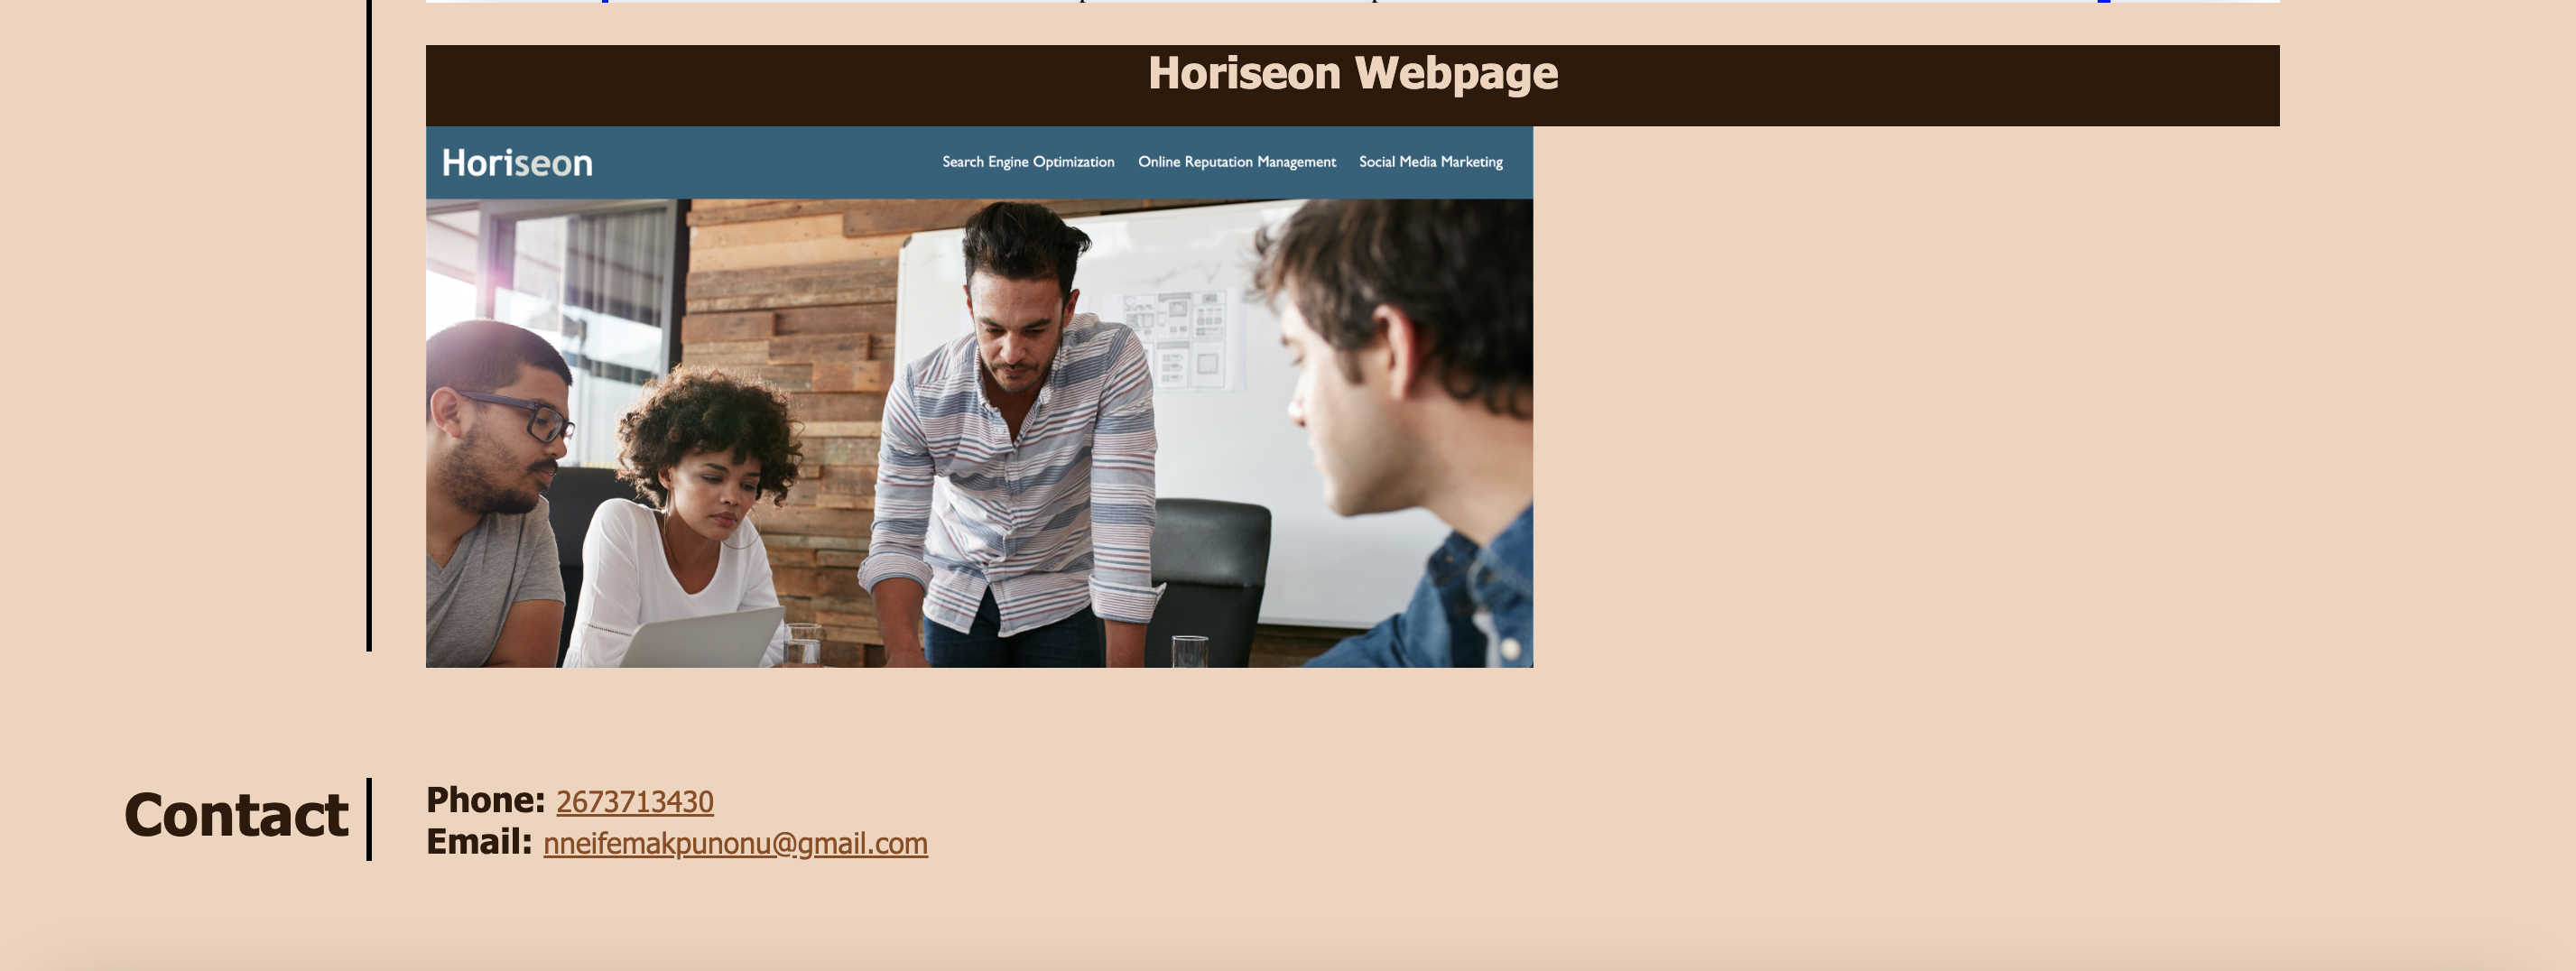 Horiseon Webpage
Horiseon
Search Engine Optimization Online Reputation Management Social Media Marketing
Contact
Phone: 2673713430
Email: nneifemakpunonu@gmail.com